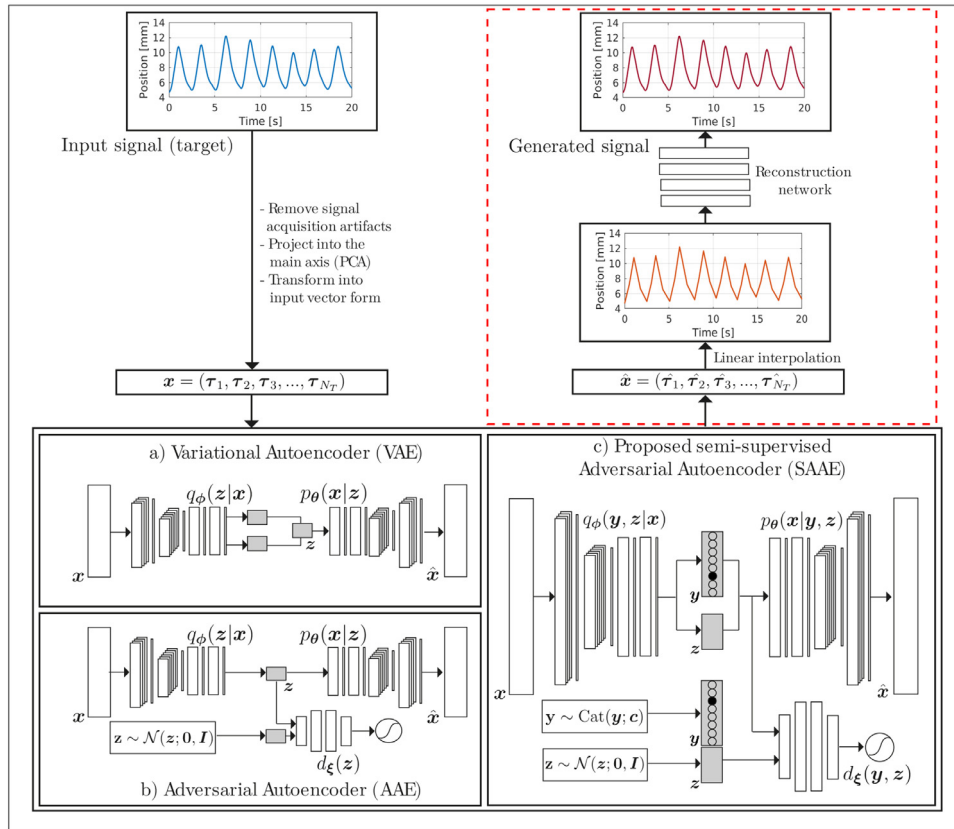 14
12
10
8
6
4
Position [mm]
0 5 10 15 20
Time [s]
Input signal (target)
- Remove signal
acquisition artifacts
- Project into the
main axis (PCA)
- Transform into
input vector form
x = (τ1, τ2, τ3, ..., τNT)
14
12
10
8
6
4
Position [mm]
0 5 10 15 20
Time [s]
Generated signal
Reconstruction
network
14
12
10
8
6
4
Position [mm]
0 5 10 15 20
Time [s]
Linear interpolation
x̂ = (τ̂1, τ̂2, τ̂3, ..., τ̂NT)
a) Variational Autoencoder (VAE)
qϕ(z|x)
pθ(x|z)
z
x
x̂
qϕ(z|x)
pθ(x|z)
z
x
x̂
z ∼ N(z; 0, I)
dξ(z)
b) Adversarial Autoencoder (AAE)
c) Proposed semi-supervised
Adversarial Autoencoder (SAAE)
qϕ(y, z|x)
pθ(x|y, z)
y
z
x
x̂
y ∼ Cat(y; c)
y
z ∼ N(z; 0, I)
z
dξ(y, z)